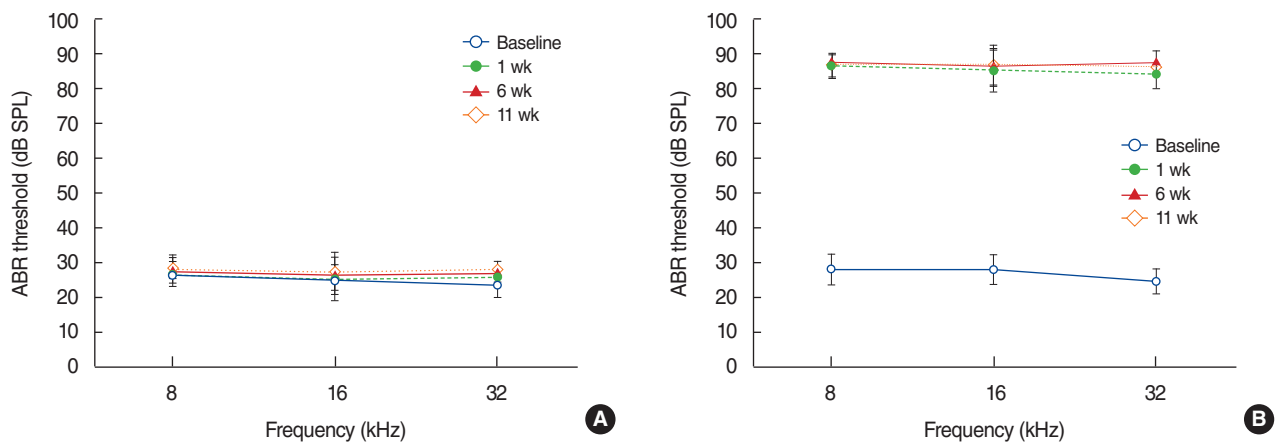 100
90
80
70
60
50
40
30
20
10
0
ABR threshold (dB SPL)
Baseline
1 wk
6 wk
11 wk
8
16
32
Frequency (kHz)
A
100
90
80
70
60
50
40
30
20
10
0
ABR threshold (dB SPL)
Baseline
1 wk
6 wk
11 wk
8
16
32
Frequency (kHz)
B